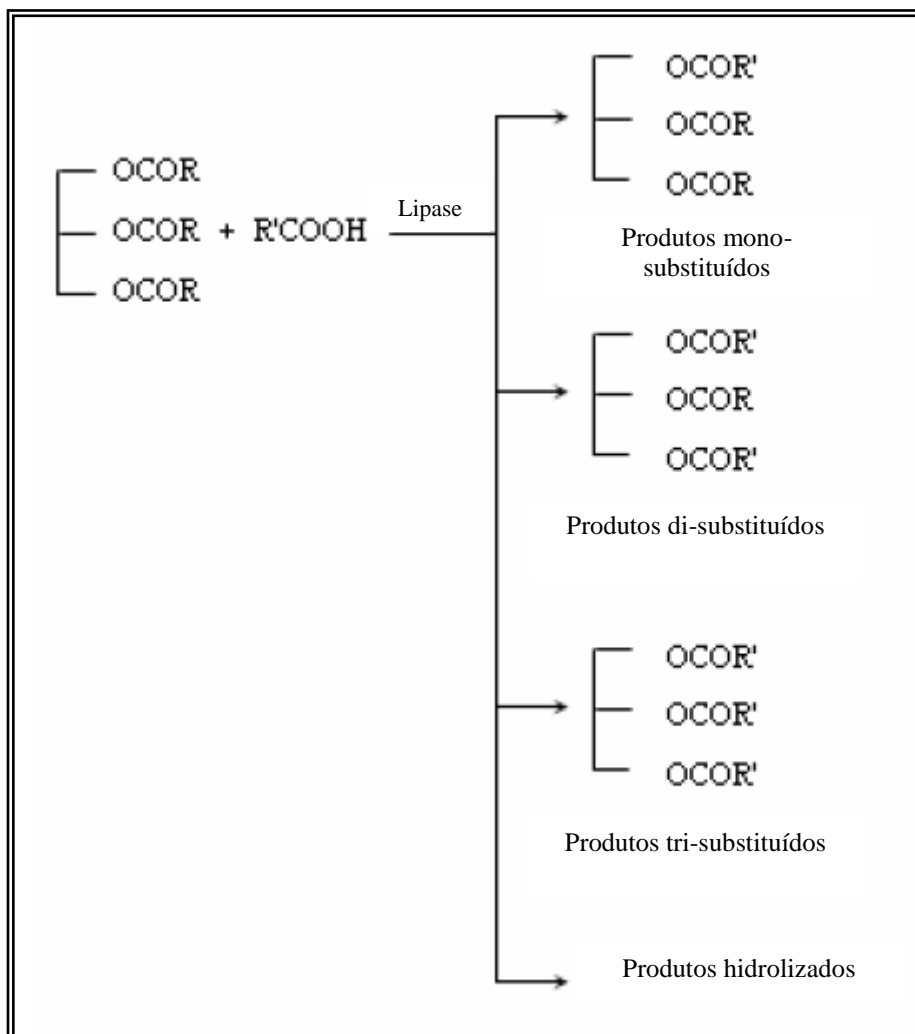 OCOR
OCOR + R'COOH
OCOR
Lipase
OCOR'
OCOR
OCOR
Produtos mono-
substituídos
OCOR'
OCOR
OCOR'
Produtos di-substituídos
OCOR'
OCOR'
OCOR'
Produtos tri-substituídos
Produtos hidrolizados